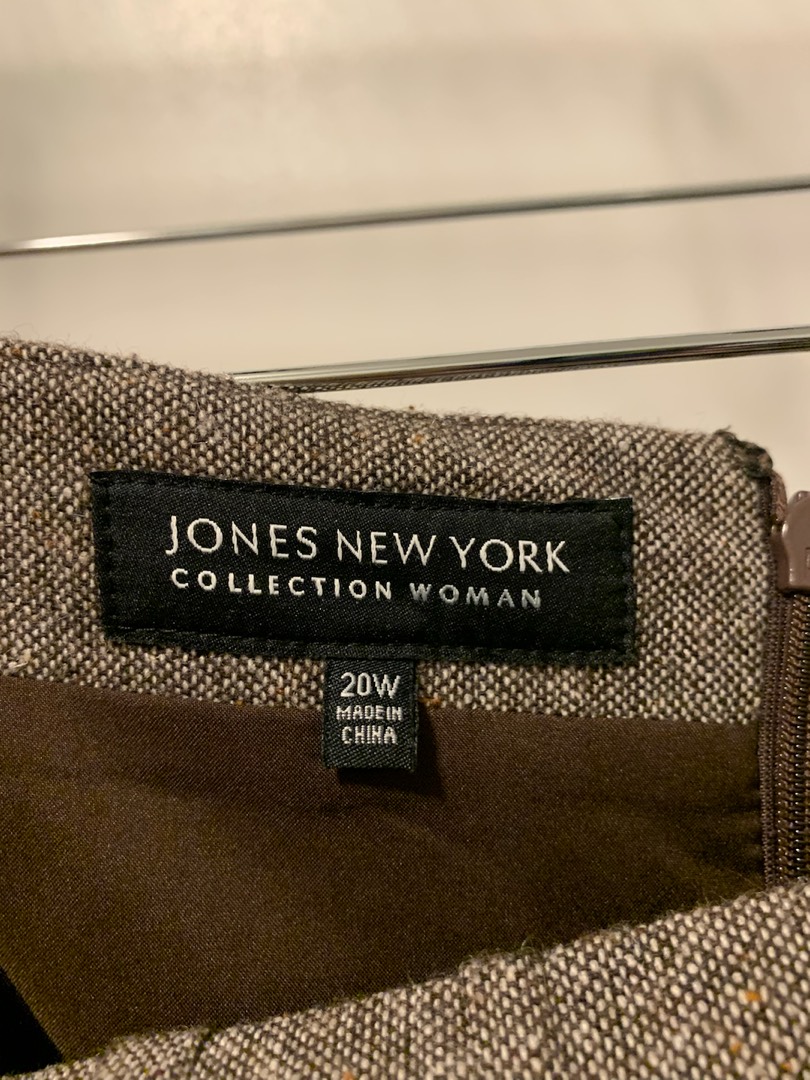 JONES NEW YORK
COLLECTION WOMAN
20W
MADE IN
CHINA